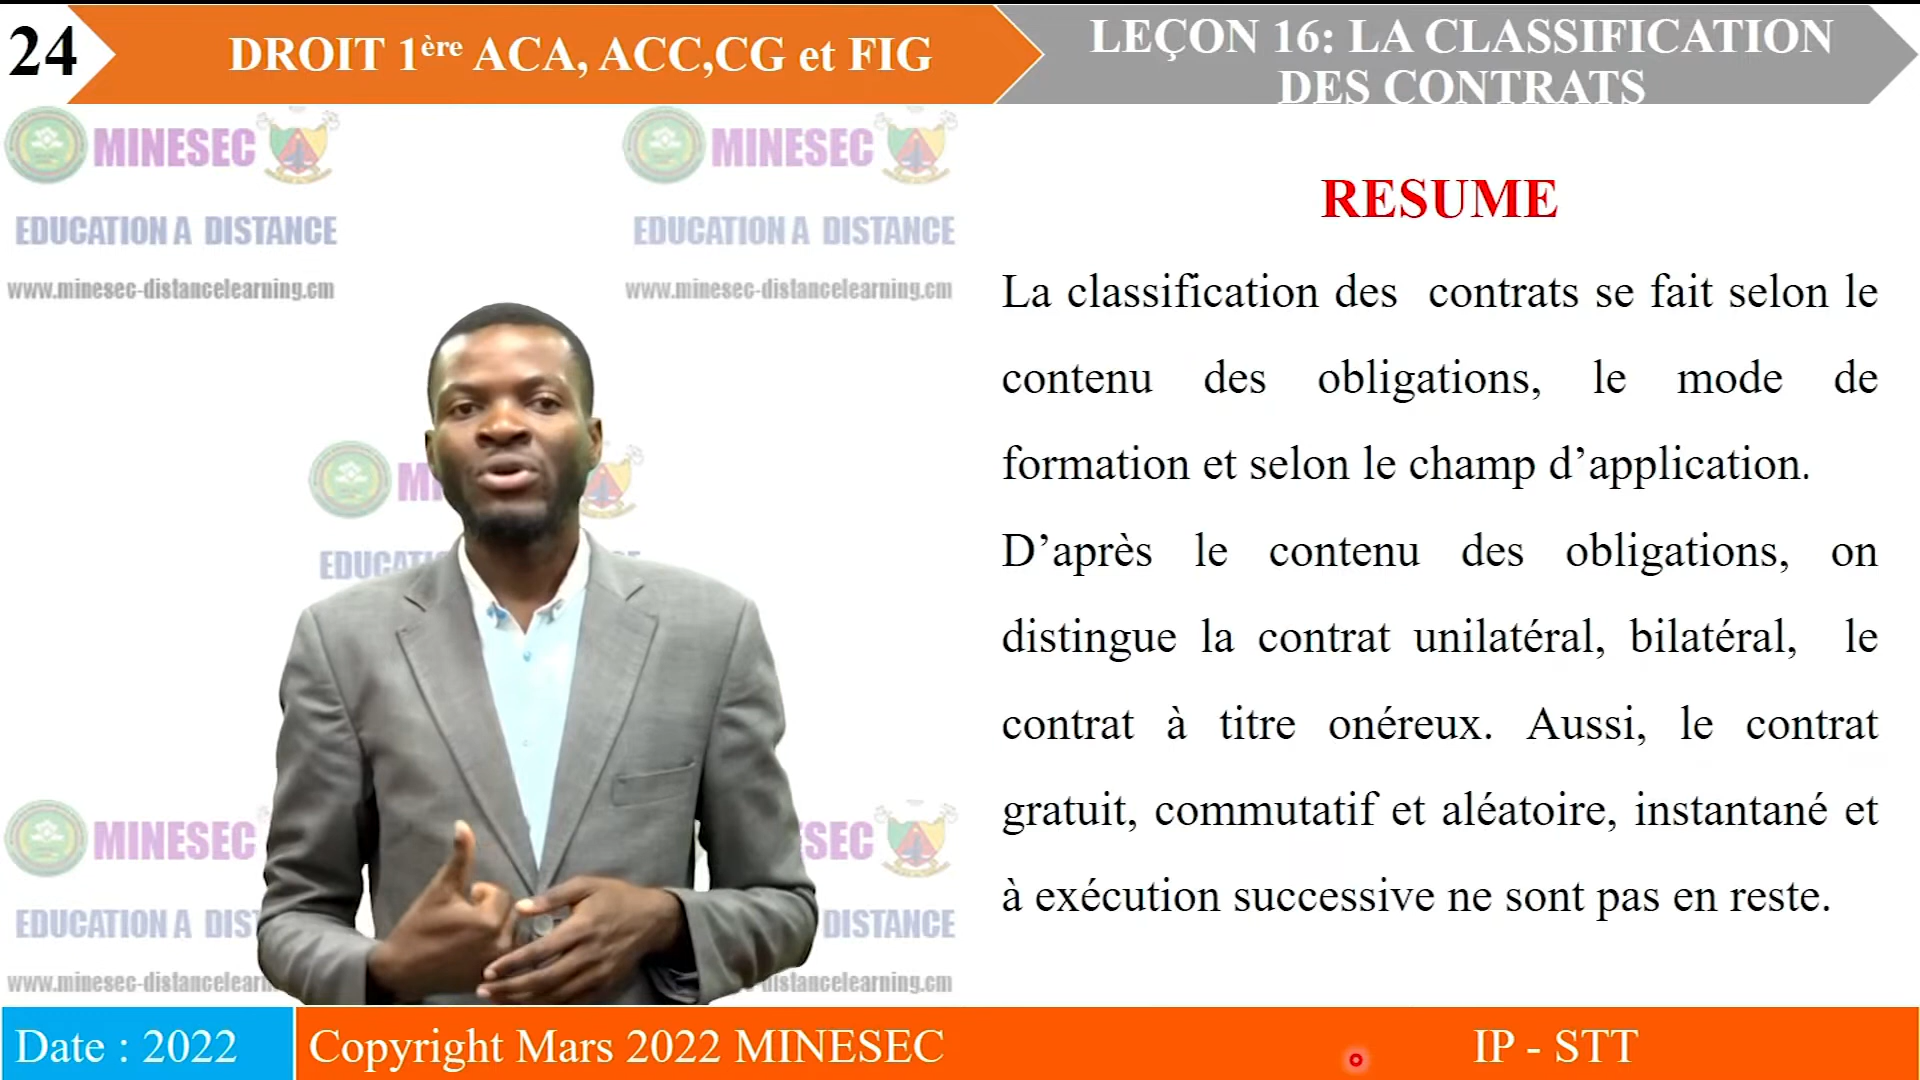 24
DROIT 1ère ACA, ACC,CG et FIG
LEÇON 16: LA CLASSIFICATION
DES CONTRATS
MINESEC
EDUCATION A DISTANCE
www.minesec-distancelearning.cm
MINESEC
EDUCATION A DISTANCE
www.minesec-distancelearning.cm
RESUME
La classification des contrats se fait selon le
contenu des obligations, le mode de
formation et selon le champ d’application.
D’après le contenu des obligations, on
distingue la contrat unilatéral, bilatéral, le
contrat à titre onéreux. Aussi, le contrat
gratuit, commutatif et aléatoire, instantané et
à exécution successive ne sont pas en reste.
MINESEC
DISTANCE
EDUCATION A
Date : 2022
Copyright Mars 2022 MINESEC
IP - STT